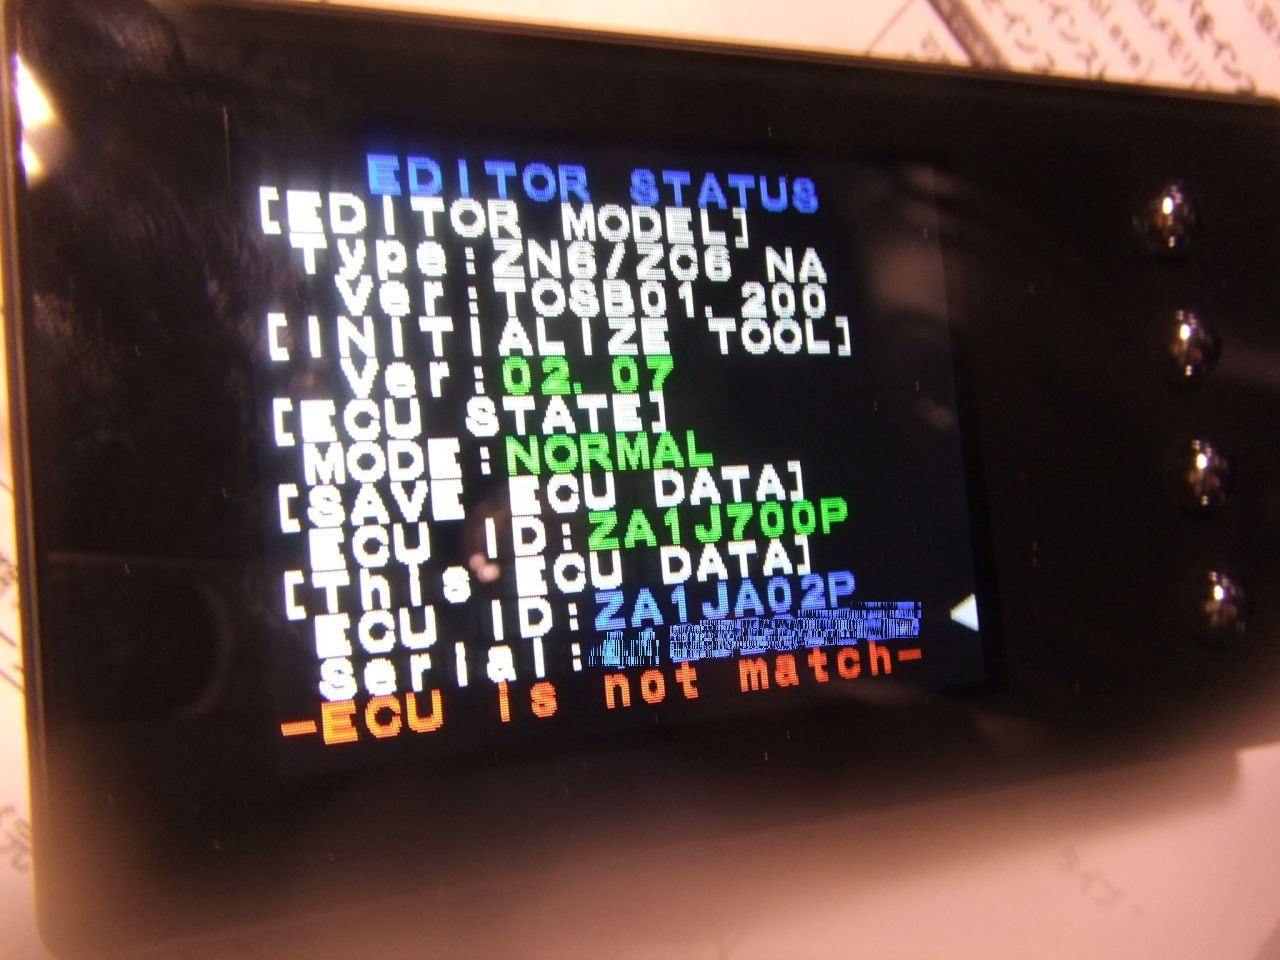 EDITOR STATUS
[EDITOR MODEL]
Type:ZN6/ZC6 NA
Ver:TOSB01.200
[INITIALIZE TOOL]
Ver:02.07
[ECU STATE]
MODE:NORMAL
[SAVE ECU DATA]
ECU ID:ZA1J700P
[This ECU DATA]
ECU ID:ZA1JA02P
Serial:
-ECU is not match-